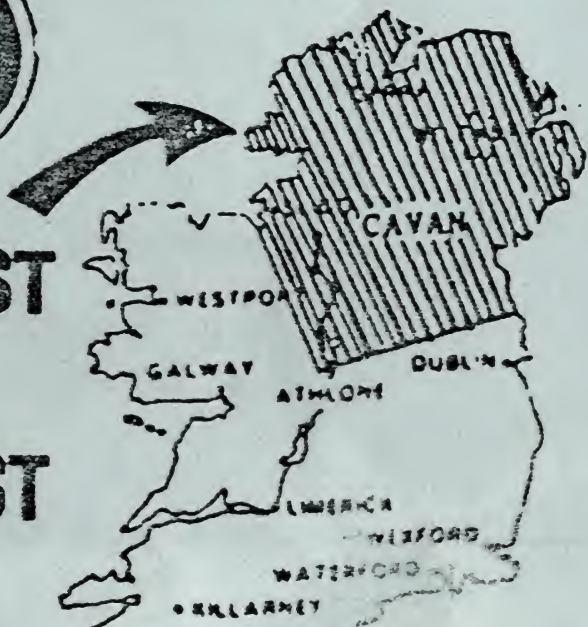 CAVAN
ST
WESTPOR
GALWAY
DUBLIN
ATHLONE
ST
LIMERICK
WEXFORD
WATERFORD
KILLARNEY